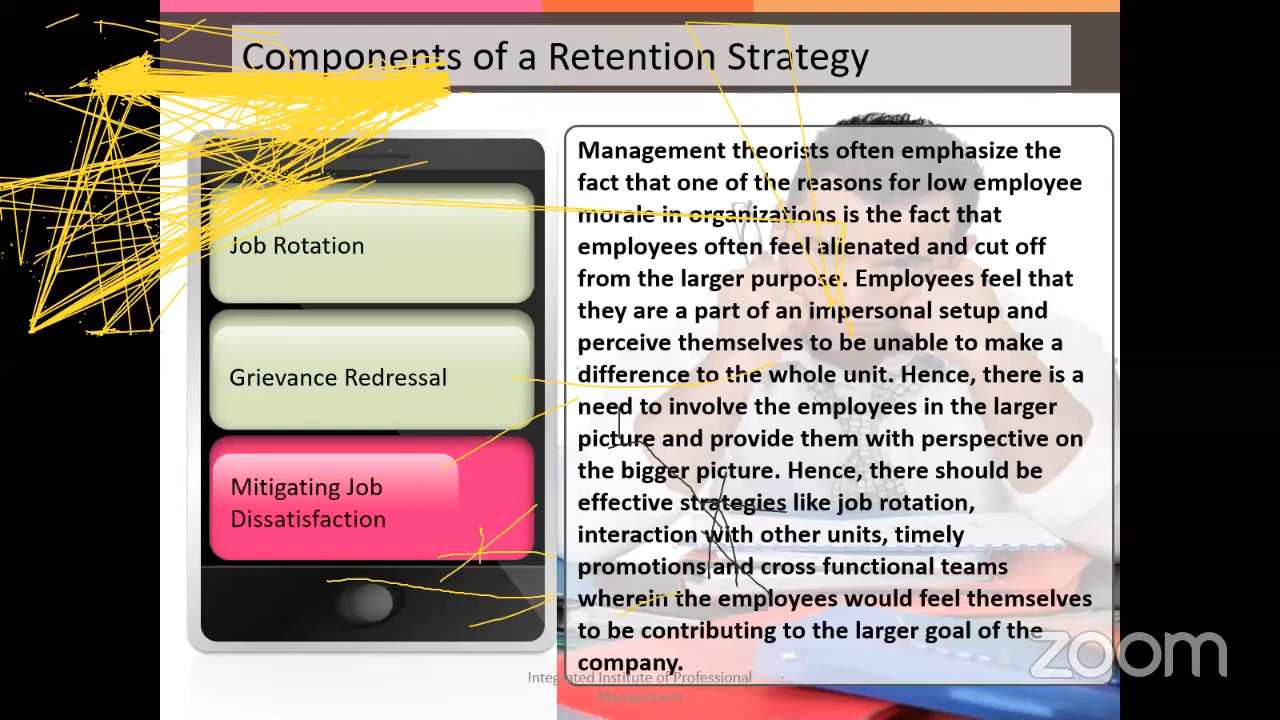 Components of a Retention Strategy
Job Rotation
Grievance Redressal
Mitigating Job
Dissatisfaction
Management theorists often emphasize the
fact that one of the reasons for low employee
morale in organizations is the fact that
employees often feel alienated and cut off
from the larger purpose. Employees feel that
they are a part of an impersonal setup and
perceive themselves to be unable to make a
difference to the whole unit. Hence, there is a
need to involve the employees in the larger
picture and provide them with perspective on
the bigger picture. Hence, there should be
effective strategies like job rotation,
interaction with other units, timely
promotions and cross functional teams
wherein the employees would feel themselves
to be contributing to the larger goal of the
company.
Integrated Institute of Professional
Management
zoom